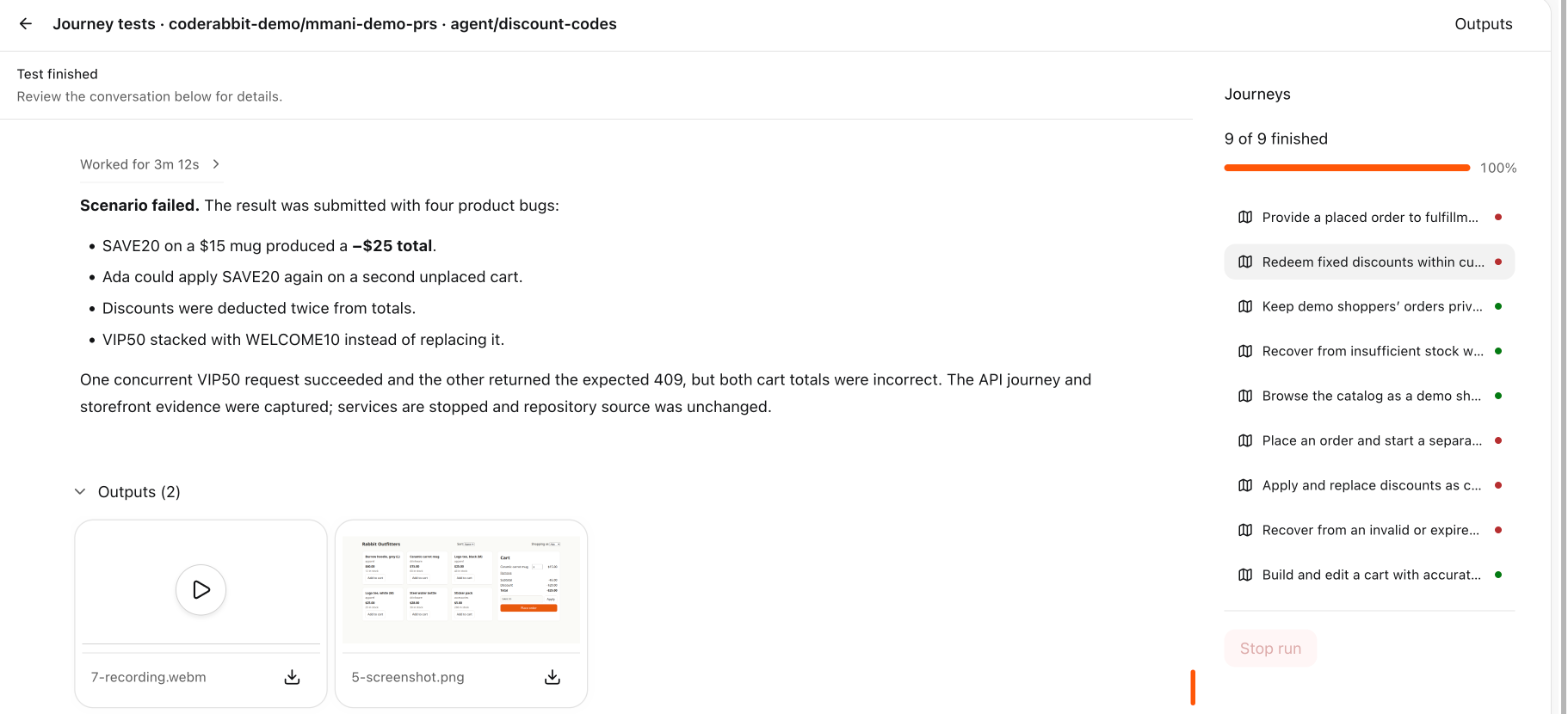 Journey tests · coderabbit-demo/mmani-demo-prs · agent/discount-codes
Outputs
Test finished
Review the conversation below for details.
Worked for 3m 12s
Scenario failed. The result was submitted with four product bugs:
• SAVE20 on a $15 mug produced a –$25 total.
• Ada could apply SAVE20 again on a second unplaced cart.
• Discounts were deducted twice from totals.
• VIP50 stacked with WELCOME10 instead of replacing it.
One concurrent VIP50 request succeeded and the other returned the expected 409, but both cart totals were incorrect. The API journey and
storefront evidence were captured; services are stopped and repository source was unchanged.
Outputs (2)
Rabbit Outfitters
Cart
7-recording.webm
5-screenshot.png
Journeys
9 of 9 finished
100%
Provide a placed order to fulfillm...
Redeem fixed discounts within cu...
Keep demo shoppers’ orders priv...
Recover from insufficient stock w...
Browse the catalog as a demo sh...
Place an order and start a separa...
Apply and replace discounts as c...
Recover from an invalid or expire...
Build and edit a cart with accurat...
Stop run